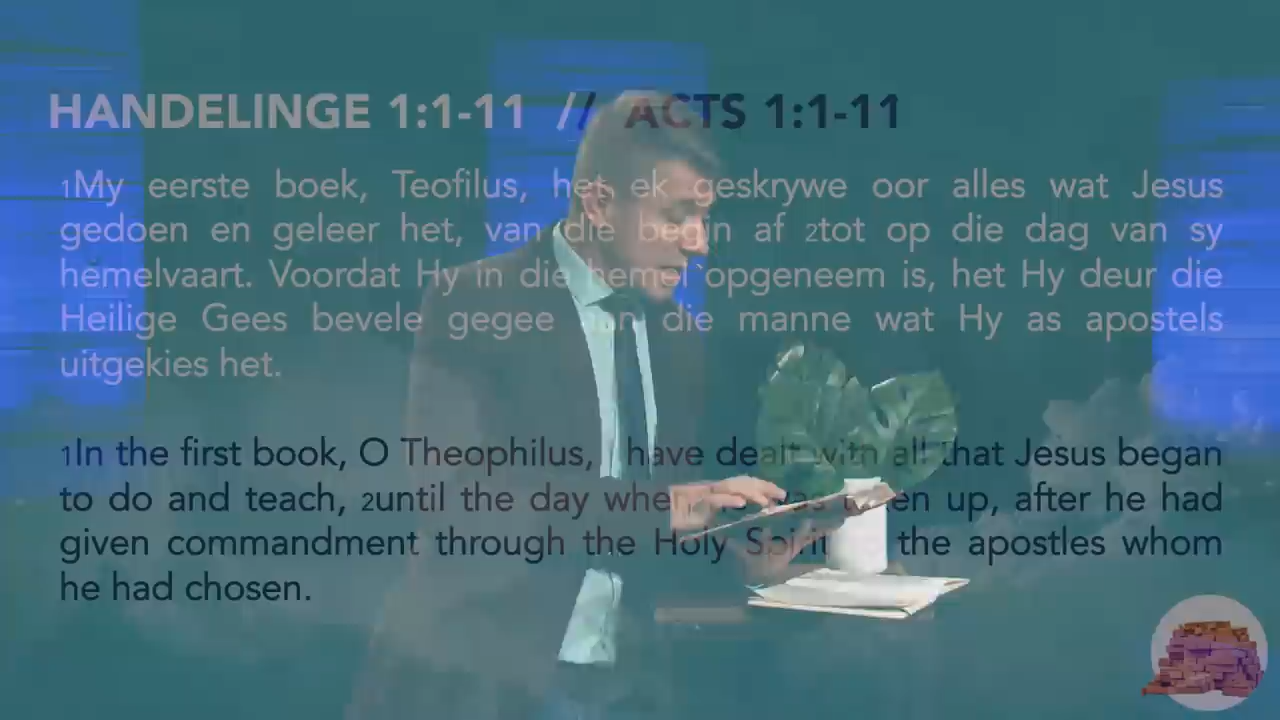 HANDELINGE 1:1-11 // ACTS 1:1-11
1My eerste boek, Teofilus, het ek geskrywe oor alles wat Jesus
gedoen en geleer het, van die begin af 2tot op die dag van sy
hemelvaart. Voordat Hy in die hemel opgeneem is, het Hy deur die
Heilige Gees bevele gegee aan die manne wat Hy as apostels
uitgekies het.
1In the first book, O Theophilus, I have dealt with all that Jesus began
to do and teach, 2until the day when he was taken up, after he had
given commandment through the Holy Spirit to the apostles whom
he had chosen.